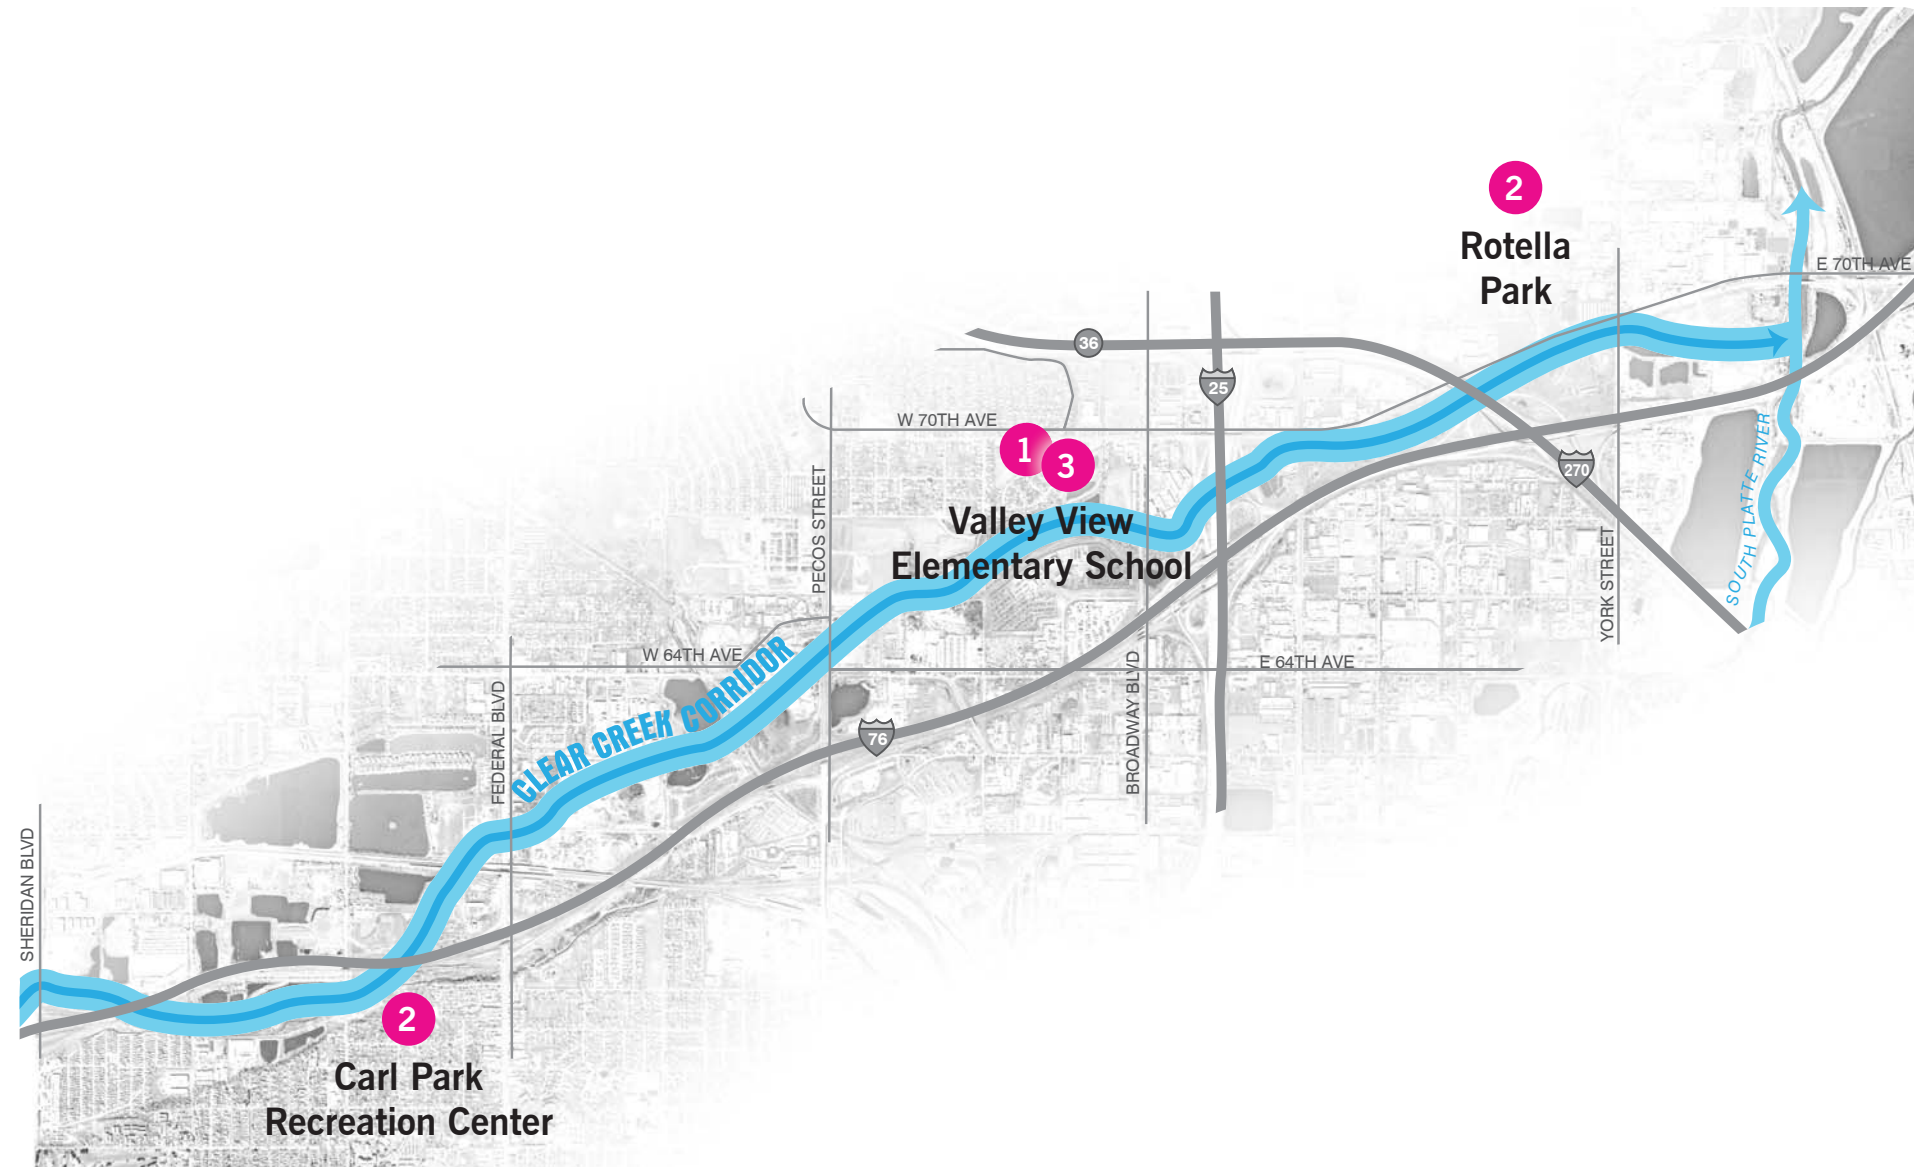 2
Rotella
Park
E 70TH AVE
36
25
W 70TH AVE
1
3
270
SOUTH PLATTE RIVER
PECOS STREET
Valley View
Elementary School
YORK STREET
W 64TH AVE
E 64TH AVE
CLEAR CREEK CORRIDOR
FEDERAL BLVD
BROADWAY BLVD
76
SHERIDAN BLVD
2
Carl Park
Recreation Center